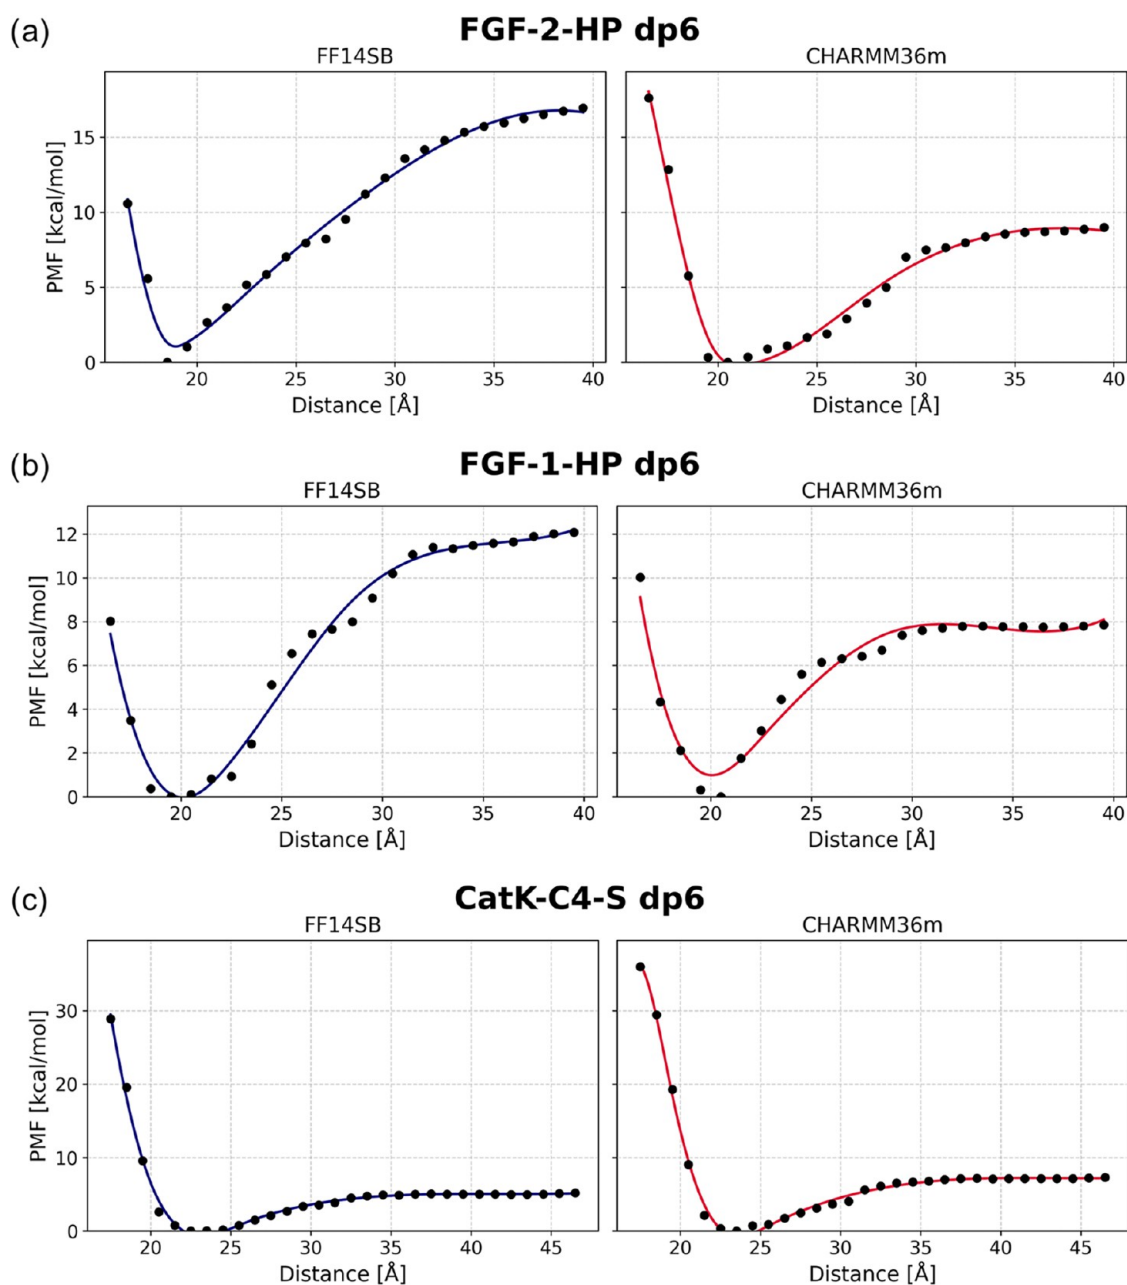 (a)
FGF-2-HP dp6
FF14SB
CHARMM36m
PMF [kcal/mol]
15
10
5
0
20 25 30 35 40
20 25 30 35 40
Distance [Å]
Distance [Å]
(b)
FGF-1-HP dp6
FF14SB
CHARMM36m
PMF [kcal/mol]
12
10
8
6
4
2
0
20 25 30 35 40
20 25 30 35 40
Distance [Å]
Distance [Å]
(c)
CatK-C4-S dp6
FF14SB
CHARMM36m
PMF [kcal/mol]
30
20
10
0
20 25 30 35 40 45
20 25 30 35 40 45
Distance [Å]
Distance [Å]